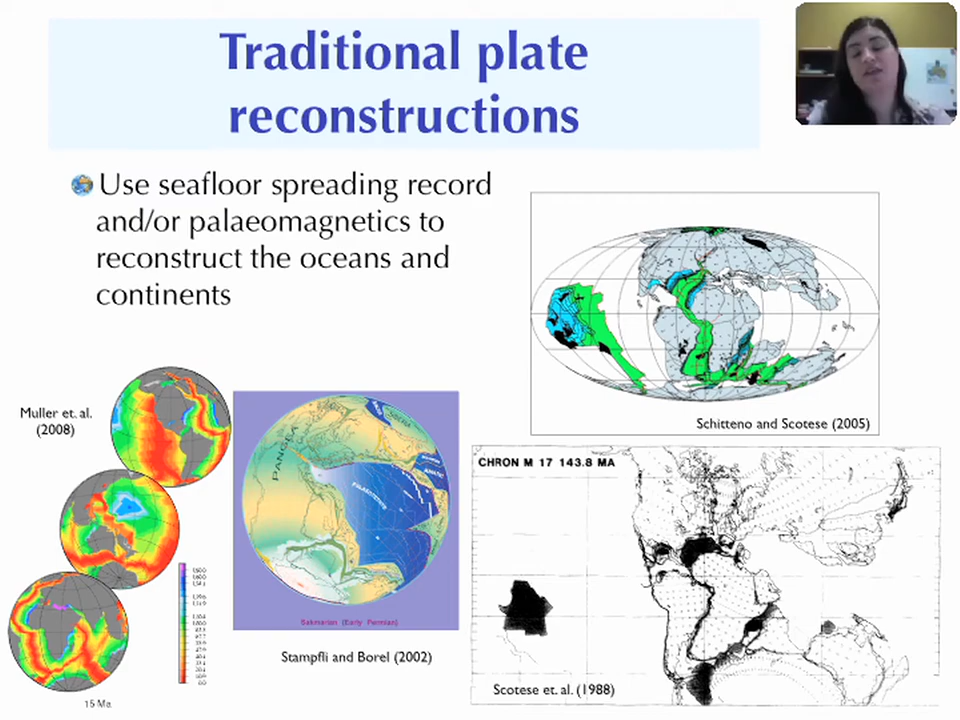 Traditional plate
reconstructions
Use seafloor spreading record
and/or palaeomagnetics to
reconstruct the oceans and
continents
Schitteno and Scotese (2005)
Muller et. al.
(2008)
PANGEA
PALEOTETHYS
Sakmarian (Early Permian)
Stampfli and Borel (2002)
15 Ma
CHRON M 17 143.8 MA
Scotese et. al. (1988)